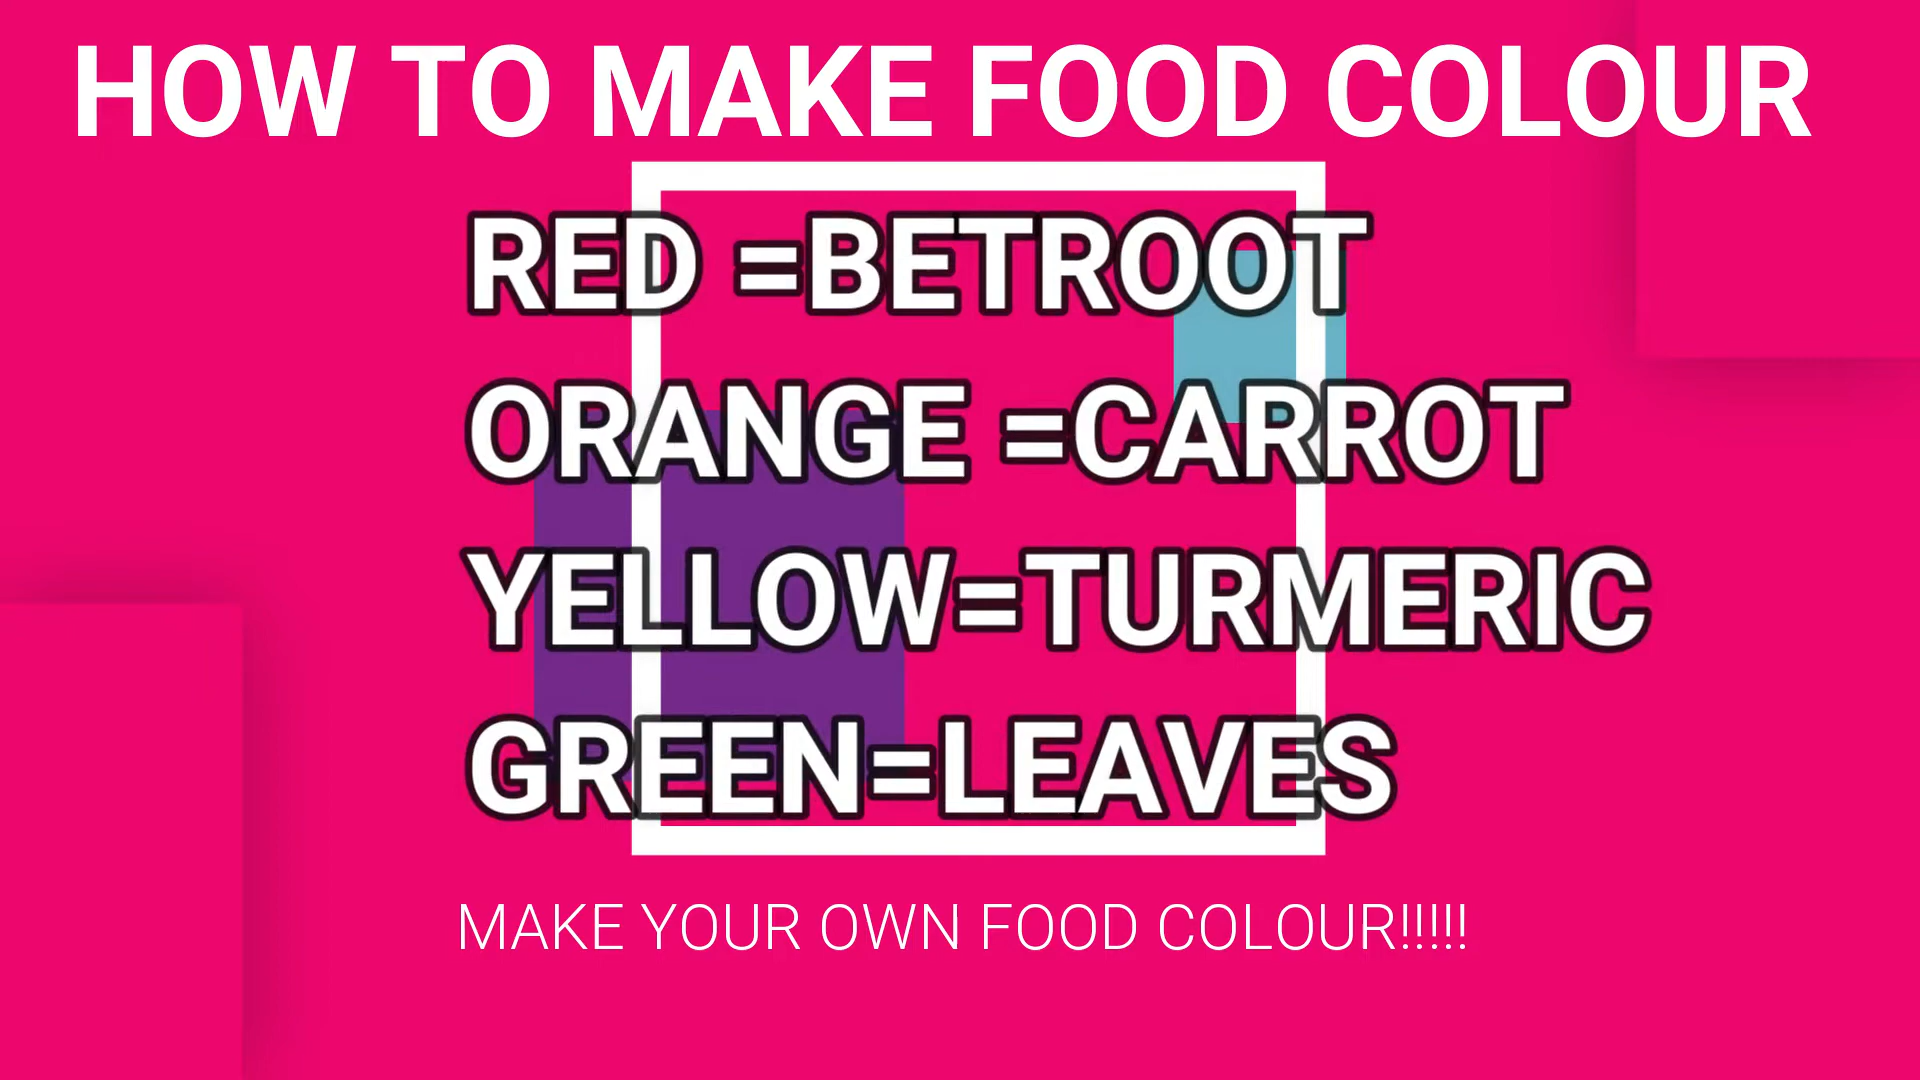 HOW TO MAKE FOOD COLOUR
RED =BETROOT
ORANGE =CARROT
YELLOW=TURMERIC
GREEN=LEAVES
MAKE YOUR OWN FOOD COLOUR!!!!!